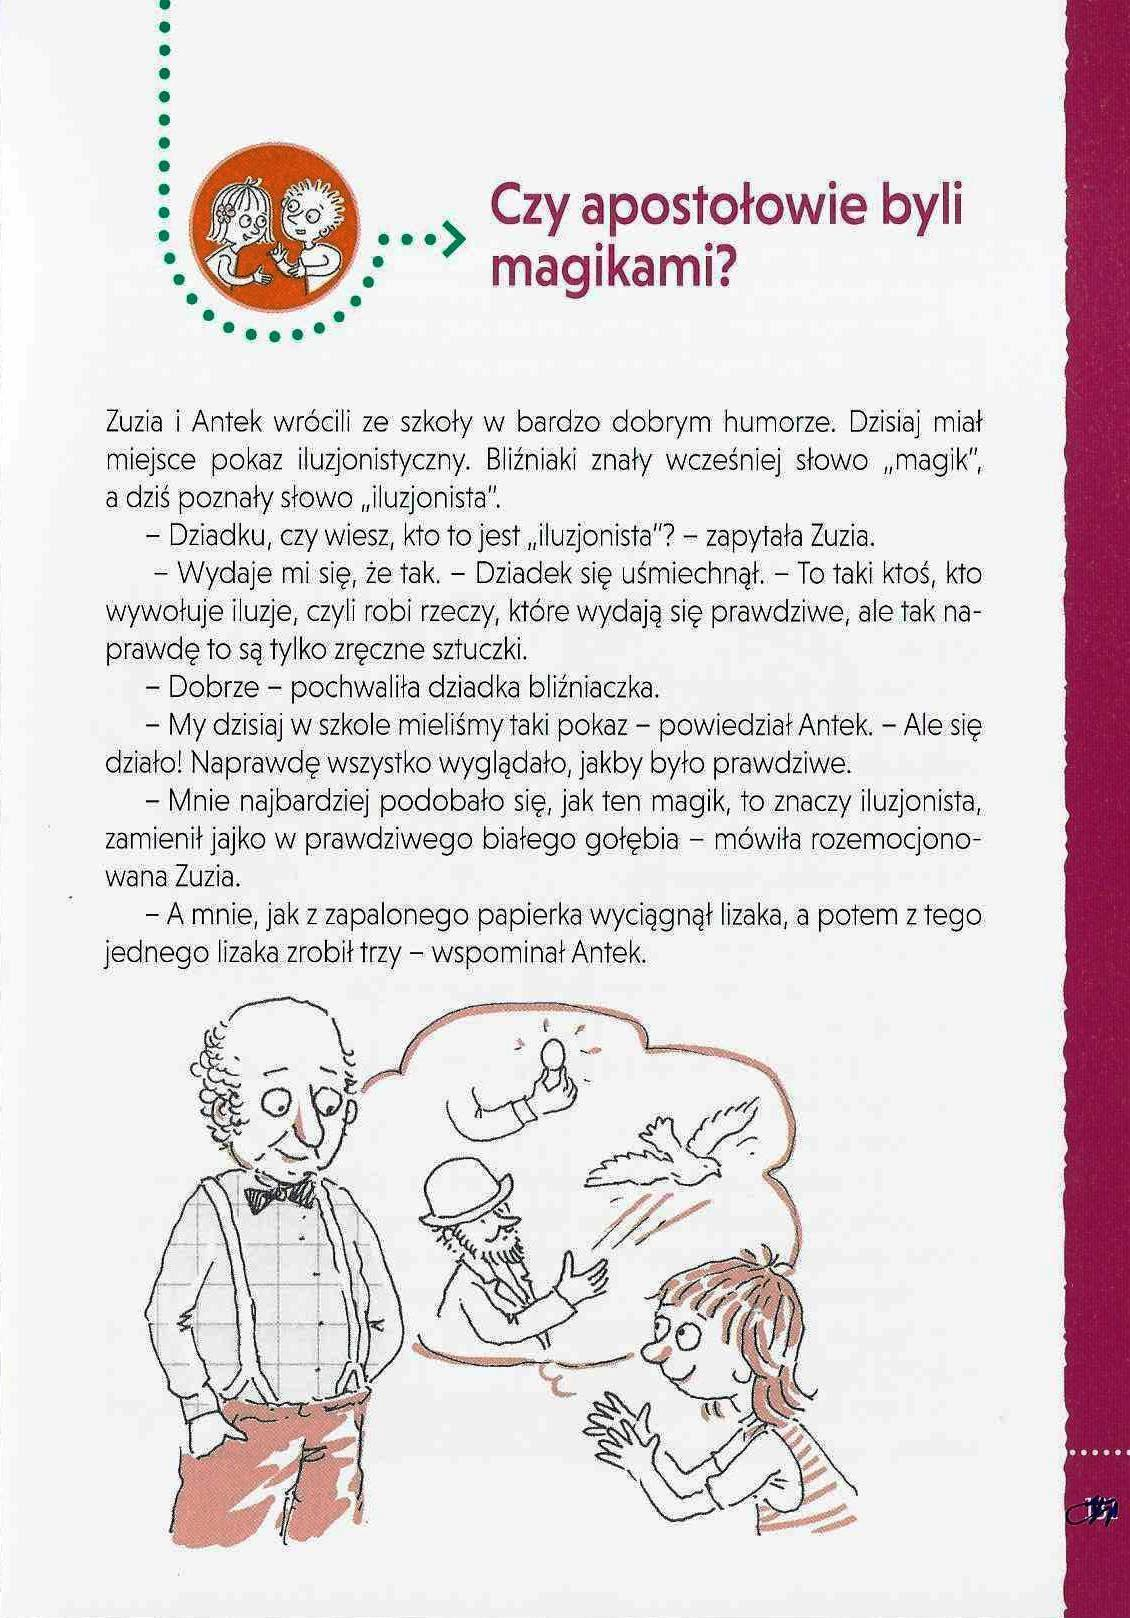 Czy apostołowie byli
magikami?
Zuzia i Antek wrócili ze szkoły w bardzo dobrym humorze. Dzisiaj miał
miejsce pokaz iluzjonistyczny. Bliźniaki znały wcześniej słowo „magik”,
a dziś poznały słowo „iluzjonista”.
– Dziadku, czy wiesz, kto to jest „iluzjonista”? – zapytała Zuzia.
– Wydaje mi się, że tak. – Dziadek się uśmiechnął. – To taki ktoś, kto
wywołuje iluzje, czyli robi rzeczy, które wydają się prawdziwe, ale tak na-
prawdę to są tylko zręczne sztuczki.
– Dobrze – pochwaliła dziadka bliźniaczka.
– My dzisiaj w szkole mieliśmy taki pokaz – powiedział Antek. – Ale się
działo! Naprawdę wszystko wyglądało, jakby było prawdziwe.
– Mnie najbardziej podobało się, jak ten magik, to znaczy iluzjonista,
zamienił jajko w prawdziwego białego gołębia – mówiła rozemocjono-
wana Zuzia.
– A mnie, jak z zapalonego papierka wyciągnął lizaka, a potem z tego
jednego lizaka zrobił trzy – wspominał Antek.